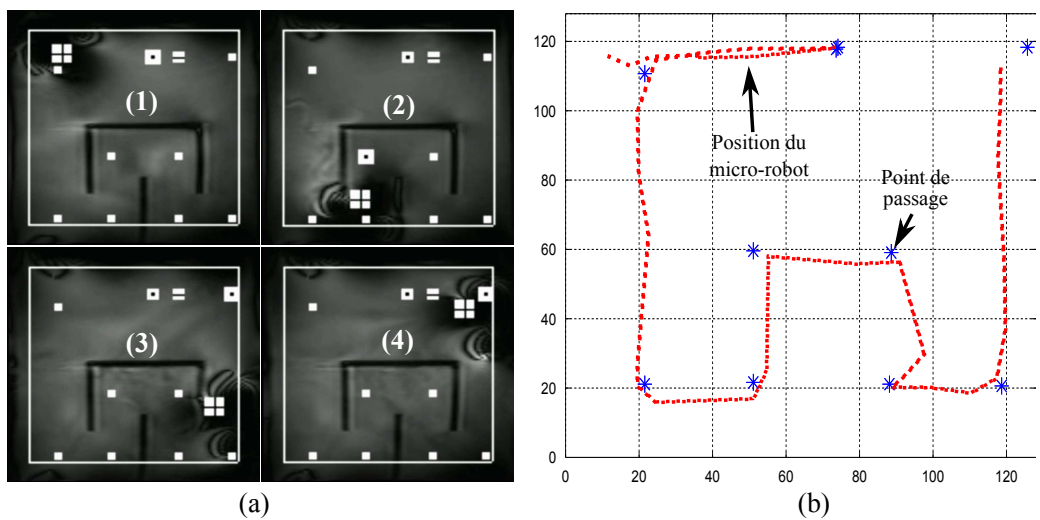 (1)
(2)
(3)
(4)
(a)
120
100
80
60
40
20
0
Position du
micro-robot
Point de
passage
0 20 40 60 80 100 120
(b)